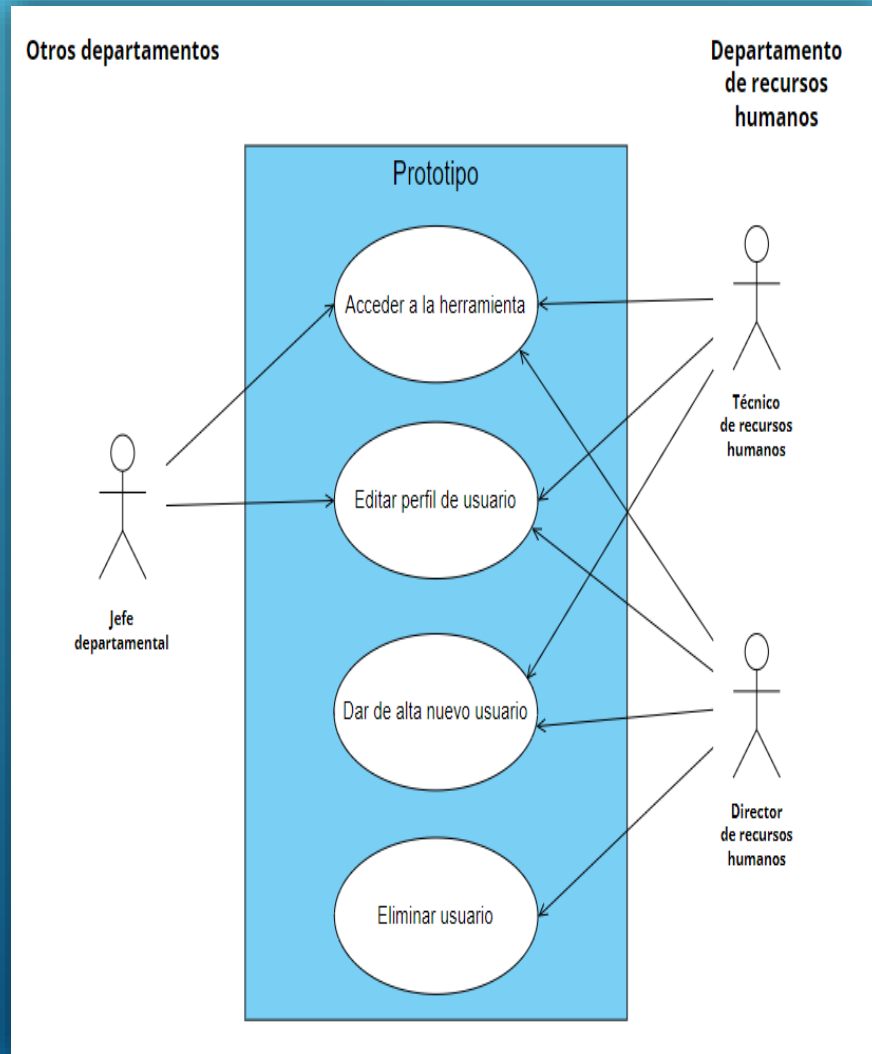 Otros departamentos
Departamento
de recursos
humanos
Prototipo
Acceder a la herramienta
Técnico
de recursos
humanos
Editar perfil de usuario
Jefe
departamental
Dar de alta nuevo usuario
Director
de recursos
humanos
Eliminar usuario